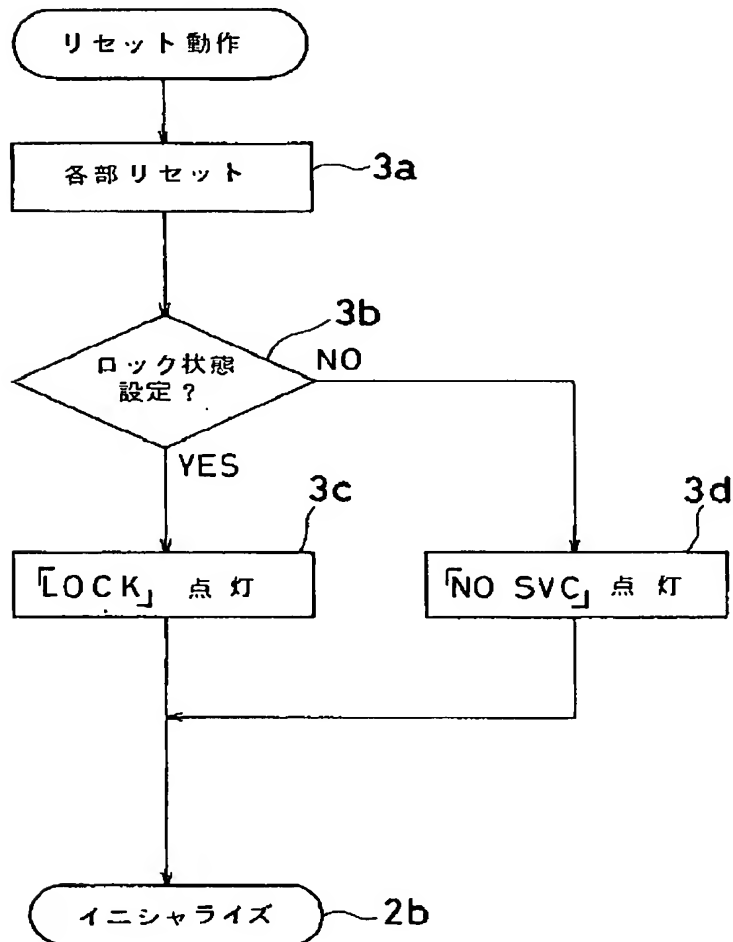 リセット動作
各部リセット
3a
3b
ロック状態
設定?
NO
YES
3c
3d
「LOCK」 点灯
「NO SVC」 点灯
イニシャライズ
2b